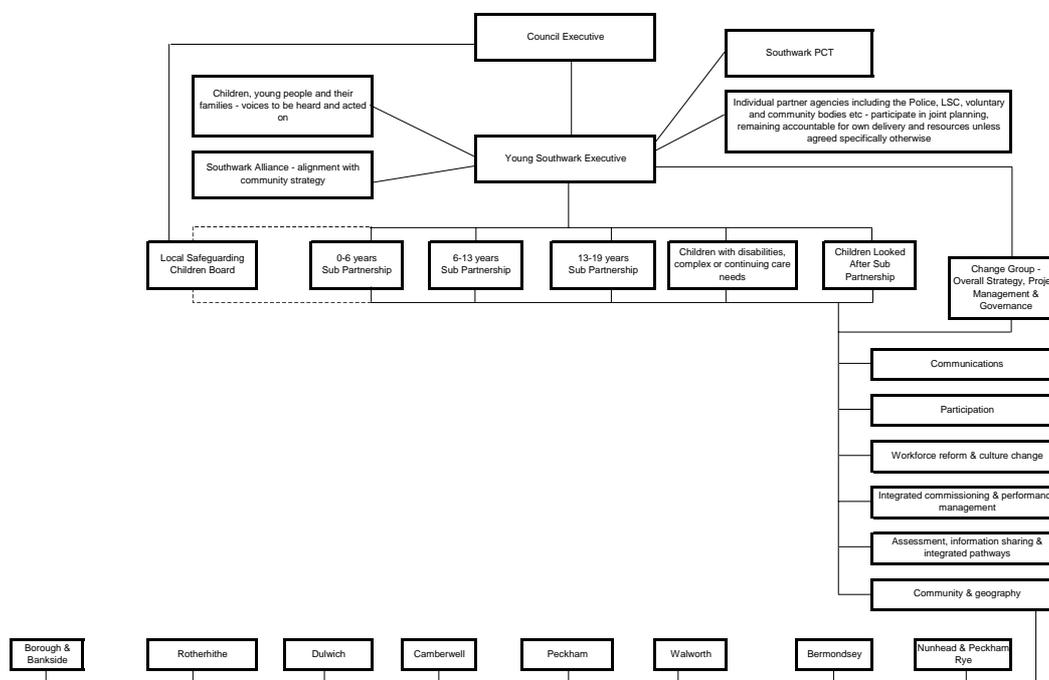 Council Executive
Southwark PCT
Children, young people and their
families - voices to be heard and acted
on
Individual partner agencies including the Police, LSC, voluntary
and community bodies etc - participate in joint planning,
remaining accountable for own delivery and resources unless
agreed specifically otherwise
Young Southwark Executive
Southwark Alliance - alignment with
community strategy
Local Safeguarding
Children Board
0-6 years
Sub Partnership
6-13 years
Sub Partnership
13-19 years
Sub Partnership
Children with disabilities,
complex or continuing care
needs
Children Looked
After Sub
Partnership
Change Group -
Overall Strategy, Proje
Management &
Governance
Communications
Participation
Workforce reform & culture change
Integrated commissioning & performanc
management
Assessment, information sharing &
integrated pathways
Community & geography
Borough &
Bankside
Rotherhithe
Dulwich
Camberwell
Peckham
Walworth
Bermondsey
Nunhead & Peckham
Rye